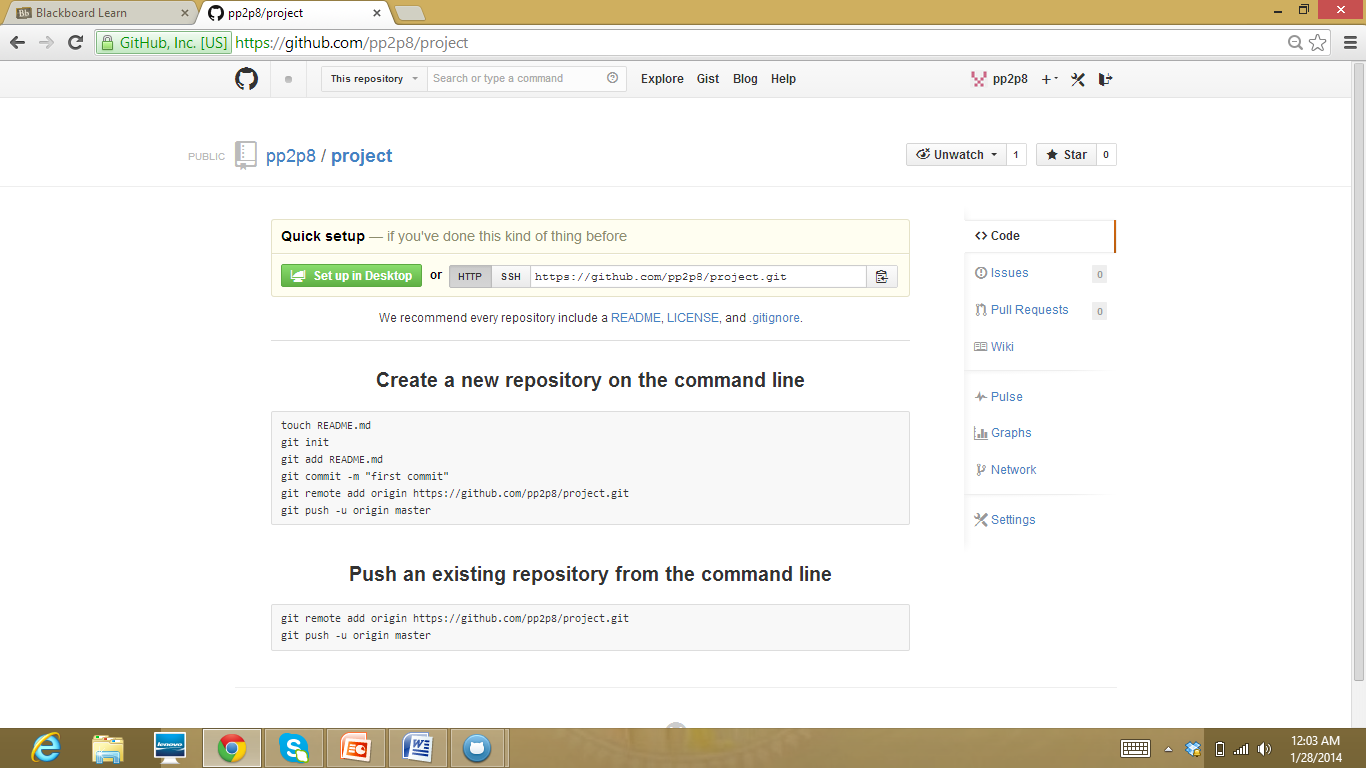 Blackboard Learn
pp2p8/project
GitHub, Inc. [US] https://github.com/pp2p8/project
This repository Search or type a command Explore Gist Blog Help pp2p8
PUBLIC pp2p8 / project Unwatch 1 Star 0
Quick setup — if you've done this kind of thing before
Set up in Desktop or HTTP SSH https://github.com/pp2p8/project.git
We recommend every repository include a README, LICENSE, and .gitignore.
Create a new repository on the command line
touch README.md
git init
git add README.md
git commit -m "first commit"
git remote add origin https://github.com/pp2p8/project.git
git push -u origin master
Push an existing repository from the command line
git remote add origin https://github.com/pp2p8/project.git
git push -u origin master
Code
Issues 0
Pull Requests 0
Wiki
Pulse
Graphs
Network
Settings
lenovo
12:03 AM
1/28/2014